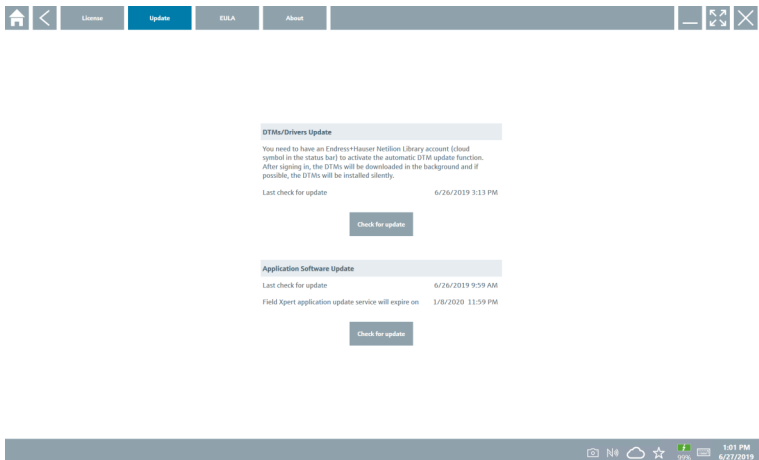 License Update EULA About
DTMs/Drivers Update
You need to have an Endress+Hauser Netilion Library account (cloud
symbol in the status bar) to activate the automatic DTM update function.
After signing in, the DTMs will be downloaded in the background and if
possible, the DTMs will be installed silently.
Last check for update 6/26/2019 3:13 PM
Check for update
Application Software Update
Last check for update 6/26/2019 9:59 AM
Field Xpert application update service will expire on 1/8/2020 11:59 PM
Check for update
99% 1:01 PM
6/27/2019